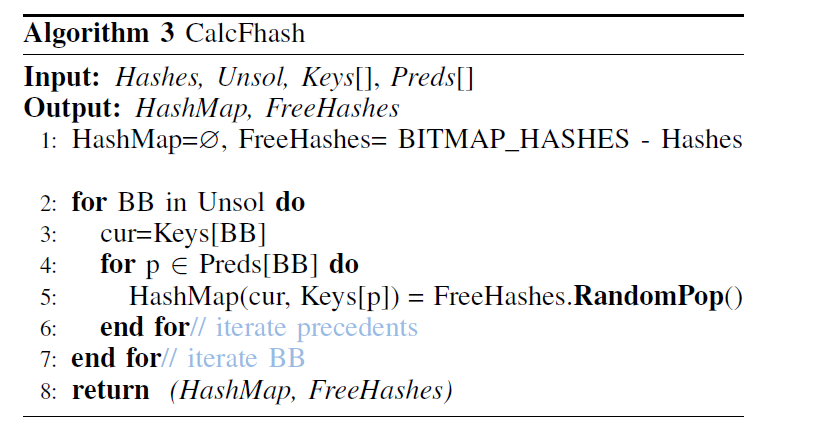 Algorithm 3 CalcFhash
Input: Hashes, Unsol, Keys[], Preds[]
Output: HashMap, FreeHashes
1: HashMap=∅, FreeHashes= BITMAP_HASHES - Hashes
2: for BB in Unsol do
3: cur=Keys[BB]
4: for p ∈ Preds[BB] do
5: HashMap(cur, Keys[p]) = FreeHashes.RandomPop()
6: end for// iterate precedents
7: end for// iterate BB
8: return (HashMap, FreeHashes)